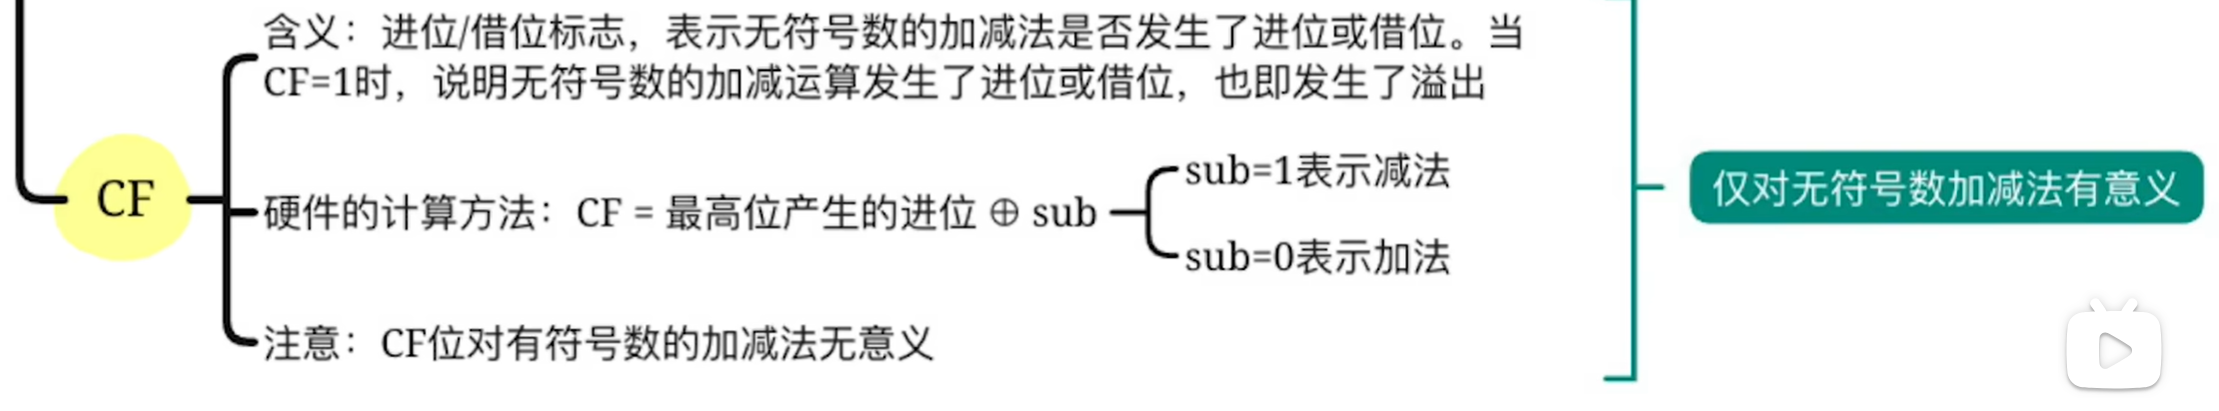 含义：进位/借位标志，表示无符号数的加减法是否发生了进位或借位。当
CF=1时，说明无符号数的加减运算发生了进位或借位，也即发生了溢出
CF
硬件的计算方法：CF = 最高位产生的进位 ⊕ sub
sub=1表示减法
sub=0表示加法
注意：CF位对有符号数的加减法无意义
仅对无符号数加减法有意义